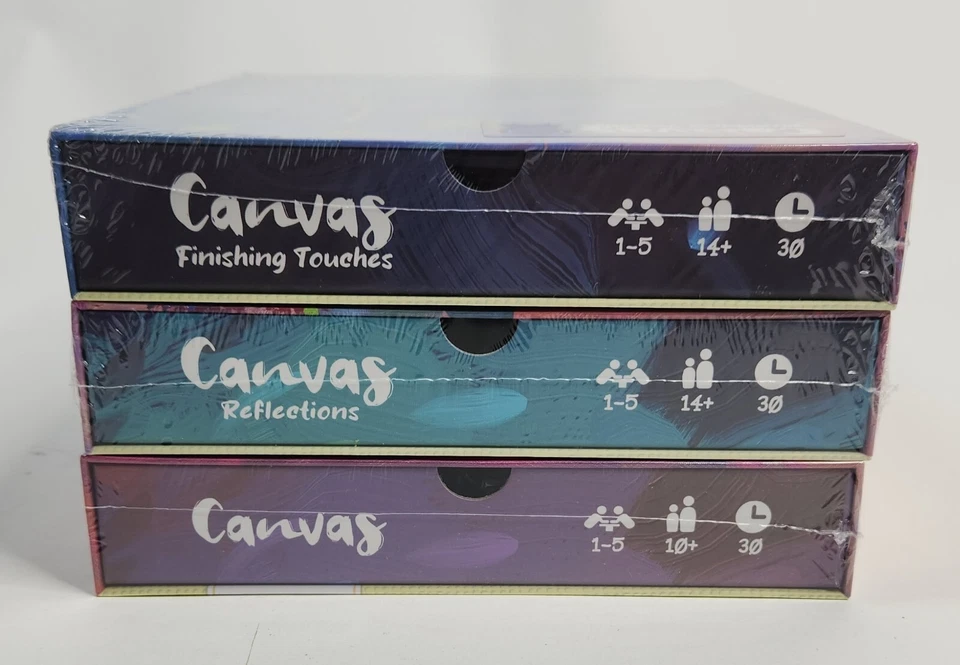 Canvas
Finishing Touches
1-5 14+ 30
Canvas
Reflections
1-5 14+ 30
Canvas
1-5 10+ 30